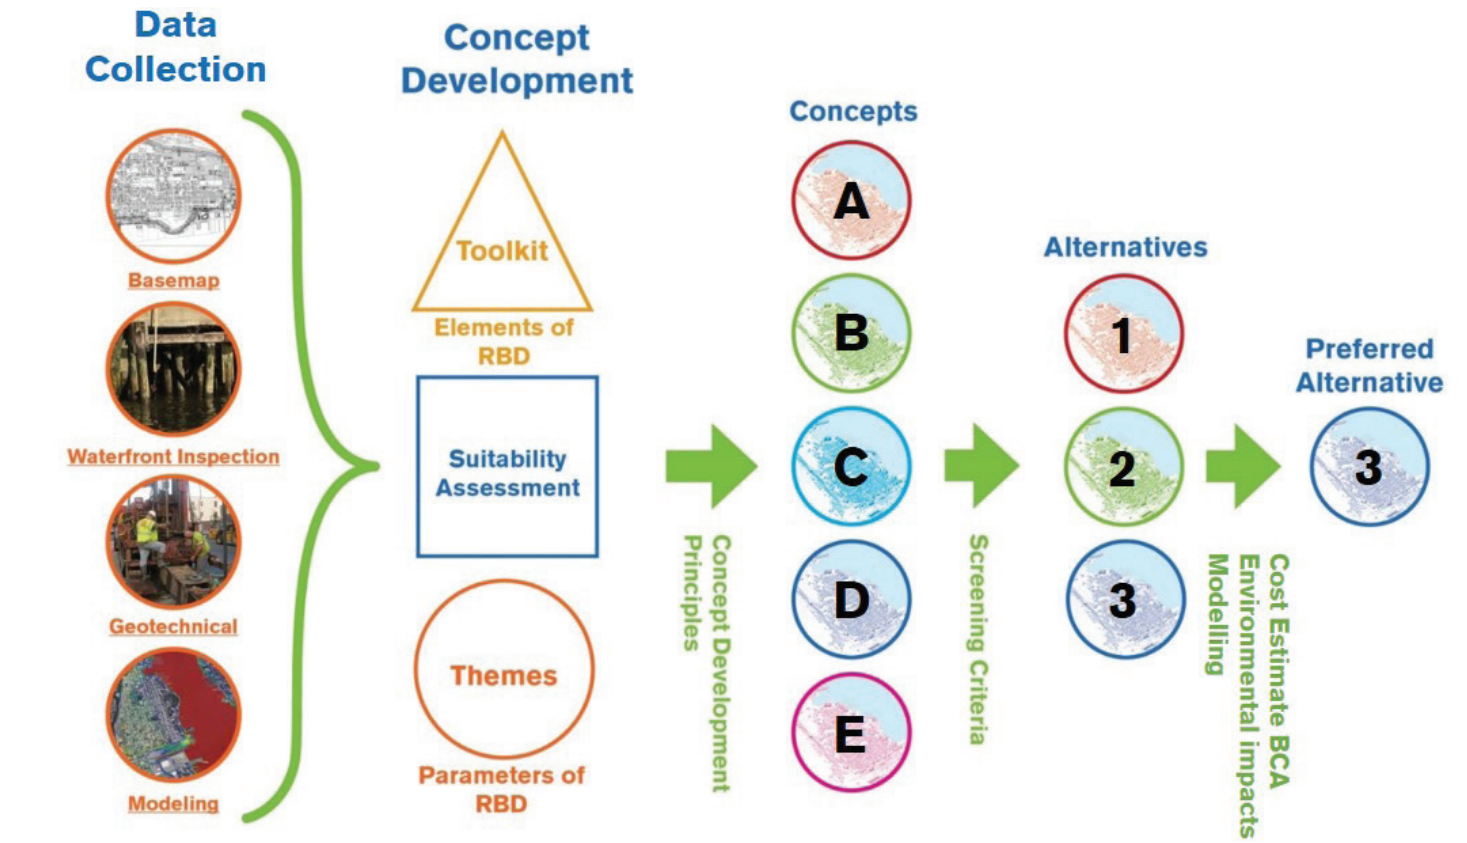 Data
Collection
Basemap
Waterfront Inspection
Geotechnical
Modeling
Concept
Development
Toolkit
Elements of
RBD
Suitability
Assessment
Themes
Parameters of
RBD
Concept Development
Principles
Concepts
A
B
C
D
E
Screening Criteria
Alternatives
1
2
3
Cost Estimate BCA
Environmental impacts
Modelling
Preferred
Alternative
3